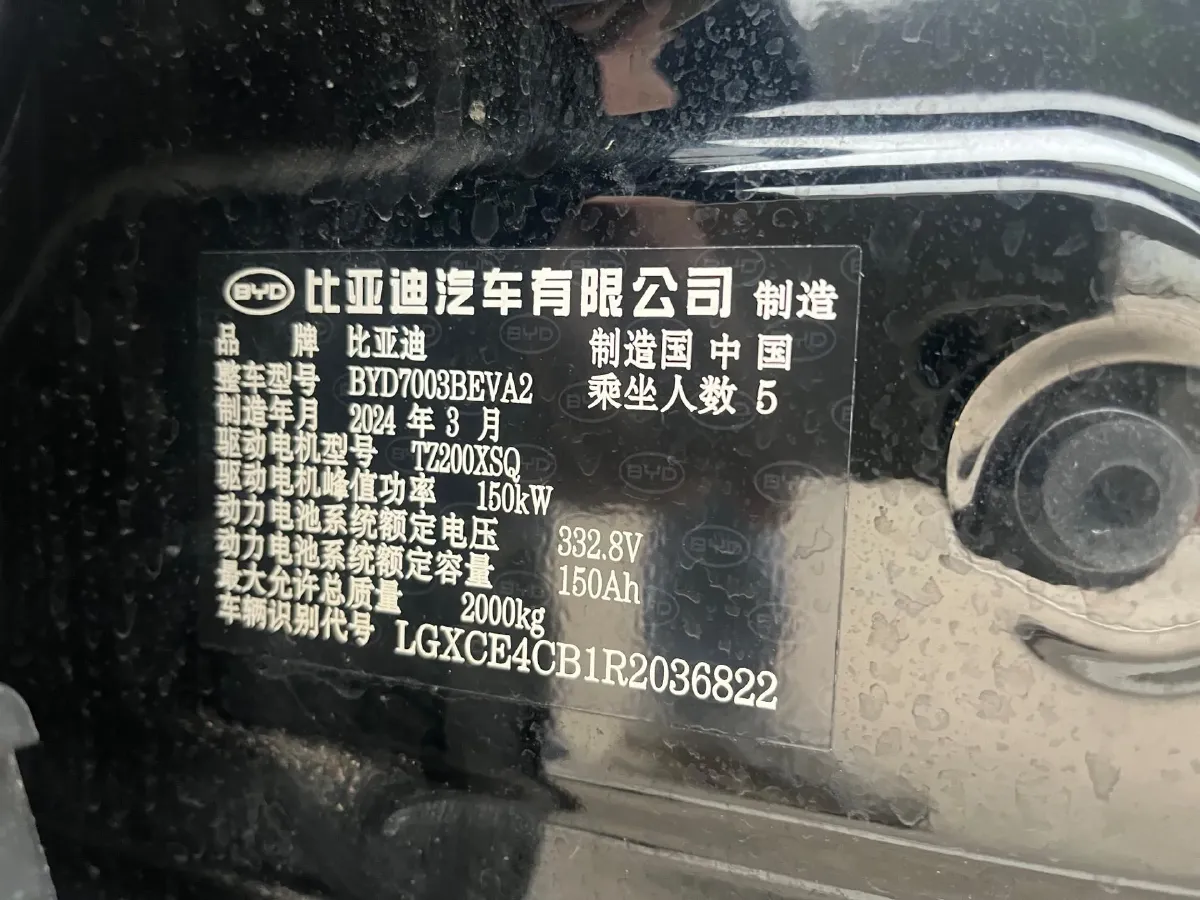 BYD 比亚迪汽车有限公司 制造
品 牌 比亚迪 制造国 中国
整车型号 BYD7003BEVA2 乘坐人数 5
制造年月 2024 年 3 月
驱动电机型号 TZ200XSQ
驱动电机峰值功率 150kW
动力电池系统额定电压 332.8V
动力电池系统额定容量 150Ah
最大允许总质量 2000kg
车辆识别代号 LGXCE4CB1R2036822